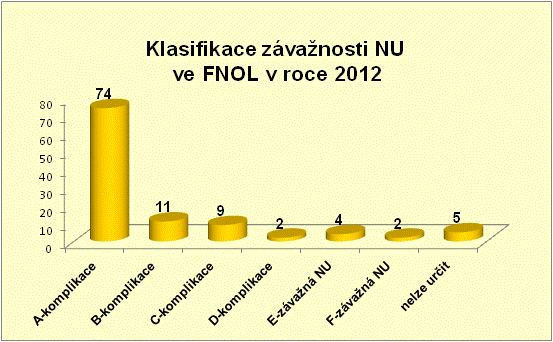 Klasifikace závažnosti NU
ve FNOL v roce 2012
80
70
60
50
40
30
20
10
0
74
11
9
2
4
2
5
A-komplikace
B-komplikace
C-komplikace
D-komplikace
E-závažná NU
F-závažná NU
nelze určit